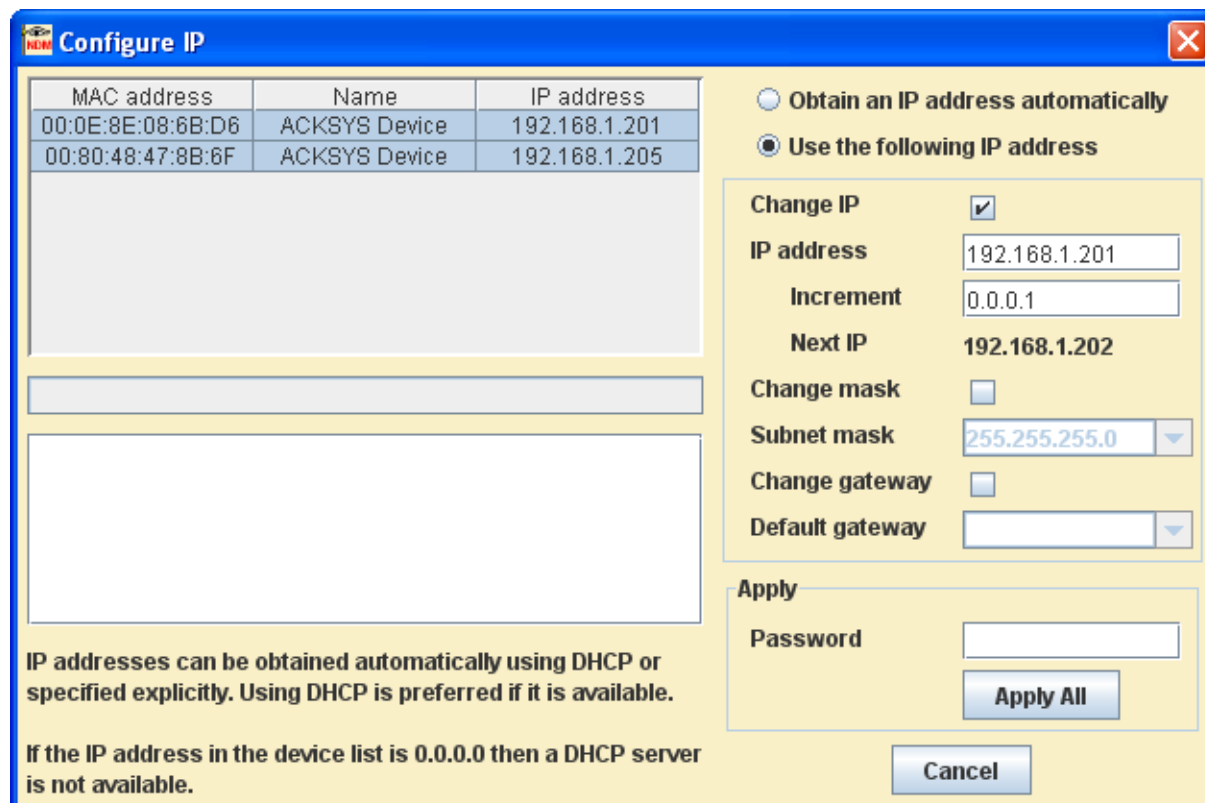 NDM Configure IP
MAC address Name IP address
00:0E:8E:08:6B:D6 ACKSYS Device 192.168.1.201
00:80:48:47:8B:6F ACKSYS Device 192.168.1.205
IP addresses can be obtained automatically using DHCP or
specified explicitly. Using DHCP is preferred if it is available.
If the IP address in the device list is 0.0.0.0 then a DHCP server
is not available.
Obtain an IP address automatically
Use the following IP address
Change IP
IP address 192.168.1.201
Increment 0.0.0.1
Next IP 192.168.1.202
Change mask
Subnet mask 255.255.255.0
Change gateway
Default gateway
Apply
Password
Apply All
Cancel